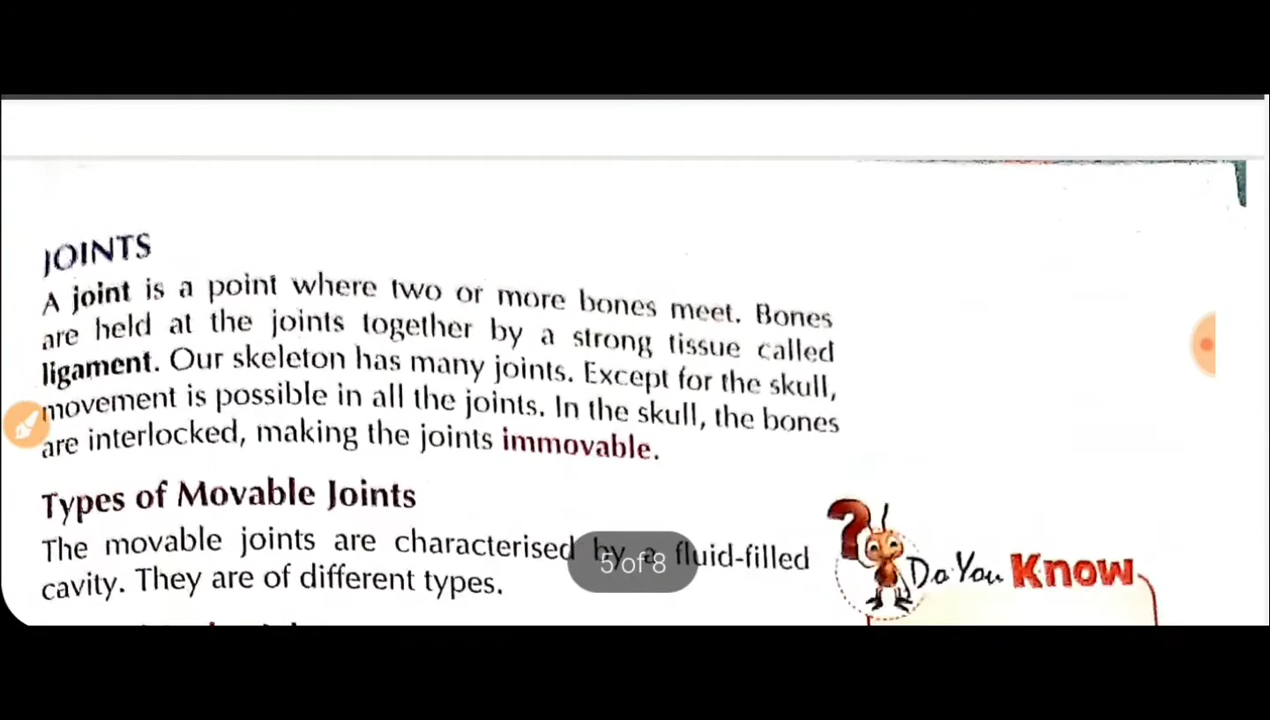 JOINTS
A joint is a point where two or more bones meet. Bones
are held at the joints together by a strong tissue called
ligament. Our skeleton has many joints. Except for the skull,
movement is possible in all the joints. In the skull, the bones
are interlocked, making the joints immovable.
Types of Movable Joints
The movable joints are characterised by a fluid-filled
cavity. They are of different types.
5 of 8
Do You Know